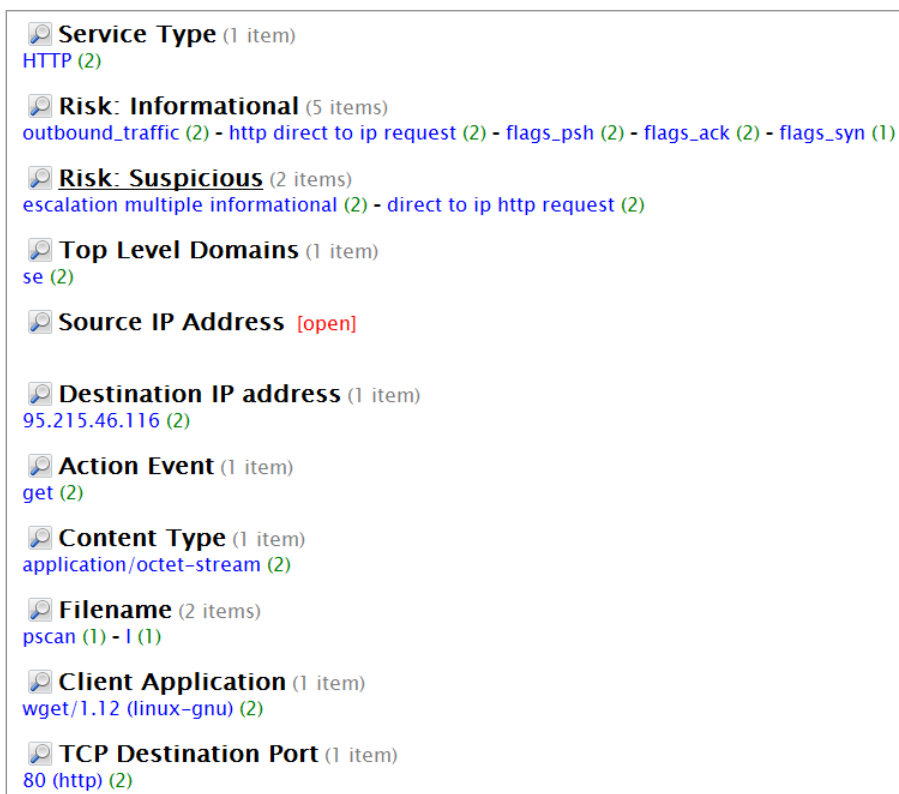 Service Type (1 item)
HTTP (2)
Risk: Informational (5 items)
outbound_traffic (2) - http direct to ip request (2) - flags_psh (2) - flags_ack (2) - flags_syn (1)
Risk: Suspicious (2 items)
escalation multiple informational (2) - direct to ip http request (2)
Top Level Domains (1 item)
se (2)
Source IP Address [open]
Destination IP address (1 item)
95.215.46.116 (2)
Action Event (1 item)
get (2)
Content Type (1 item)
application/octet-stream (2)
Filename (2 items)
pscan (1) - l (1)
Client Application (1 item)
wget/1.12 (linux-gnu) (2)
TCP Destination Port (1 item)
80 (http) (2)